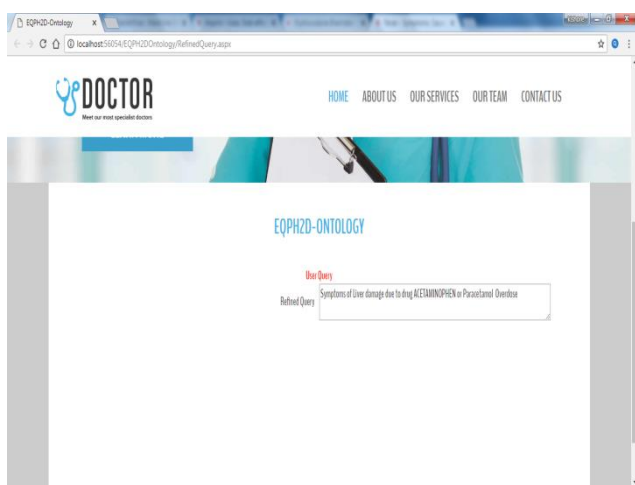 EQPH2D-Ontology
localhost:56054/EQPH2DOntology/RefinedQuery.aspx
DOCTOR
Meet our most specialist doctors
HOME ABOUT US OUR SERVICES OUR TEAM CONTACT US
EQPH2D-ONTOLOGY
User Query
Refined Query Symptoms of Liver damage due to drug ACETAMINOPHEN or Paracetamol Overdose